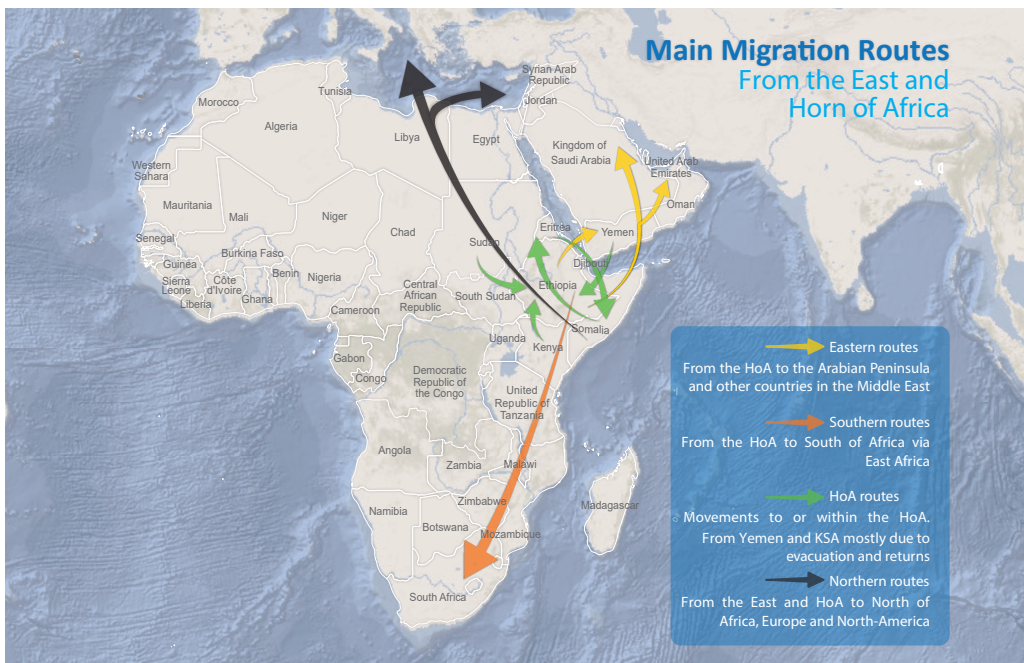 Main Migration Routes
From the East and
Horn of Africa
Syrian Arab
Republic
Tunisia
Jordan
Morocco
Algeria
Libya
Egypt
Kingdom of
Saudi Arabia
United Arab
Emirates
Western
Sahara
Oman
Mauritania
Mali
Niger
Chad
Sudan
Eritrea
Yemen
Senegal
Burkina Faso
Djibouti
Guinea
Benin
Nigeria
Ethiopia
Sierra
Leone
Côte
d'Ivoire
Ghana
Central
African
Republic
South Sudan
Liberia
Cameroon
Somalia
Uganda
Kenya
Gabon
Congo
Democratic
Republic of
the Congo
United
Republic of
Tanzania
Angola
Zambia
Malawi
Zimbabwe
Madagascar
Namibia
Botswana
Mozambique
South Africa
Eastern routes
From the HoA to the Arabian Peninsula
and other countries in the Middle East
Southern routes
From the HoA to South of Africa via
East Africa
HoA routes
Movements to or within the HoA.
From Yemen and KSA mostly due to
evacuation and returns
Northern routes
From the East and HoA to North of
Africa, Europe and North-America